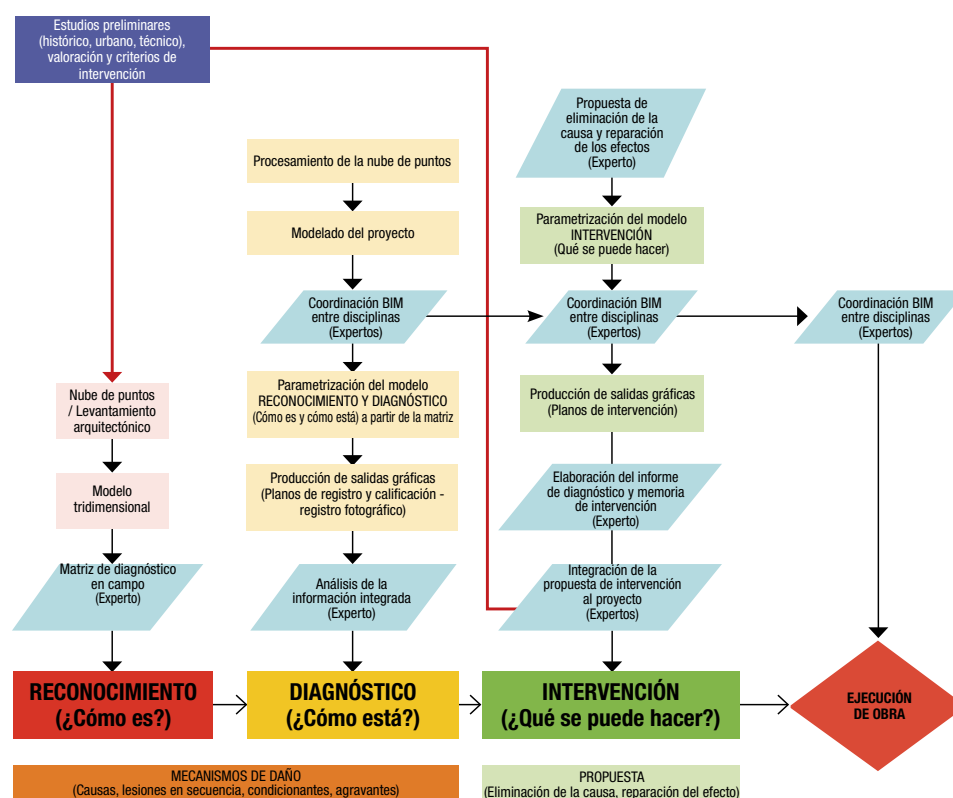 Estudios preliminares
(histórico, urbano, técnico),
valoración y criterios de
intervención
Nube de puntos
/ Levantamiento
arquitectónico
Modelo
tridimensional
Matriz de diagnóstico
en campo
(Experto)
RECONOCIMIENTO
(¿Cómo es?)
Procesamiento de la nube de puntos
Modelado del proyecto
Coordinación BIM
entre disciplinas
(Expertos)
Parametrización del modelo
RECONOCIMIENTO Y DIAGNÓSTICO
(Cómo es y cómo está) a partir de la matriz
Producción de salidas gráficas
(Planos de registro y calificación -
registro fotográfico)
Análisis de la
información integrada
(Experto)
DIAGNÓSTICO
(¿Cómo está?)
Propuesta de
eliminación de la
causa y reparación
de los efectos
(Experto)
Parametrización del modelo
INTERVENCIÓN
(Qué se puede hacer)
Coordinación BIM
entre disciplinas
(Expertos)
Producción de salidas gráficas
(Planos de intervención)
Elaboración del informe
de diagnóstico y memoria
de intervención
(Experto)
Integración de la
propuesta de intervención
al proyecto
(Expertos)
INTERVENCIÓN
(¿Qué se puede hacer?)
Coordinación BIM
entre disciplinas
(Expertos)
EJECUCIÓN
DE OBRA
MECANISMOS DE DAÑO
(Causas, lesiones en secuencia, condicionantes, agravantes)
PROPUESTA
(Eliminación de la causa, reparación del efecto)